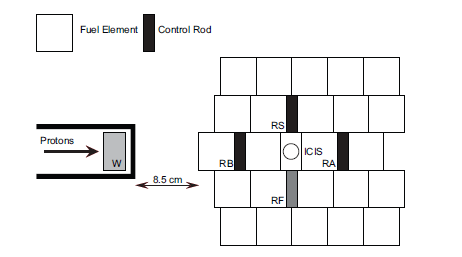 Fuel Element
Control Rod
Protons
W
8.5 cm
RS
ICIS
RB
RA
RF